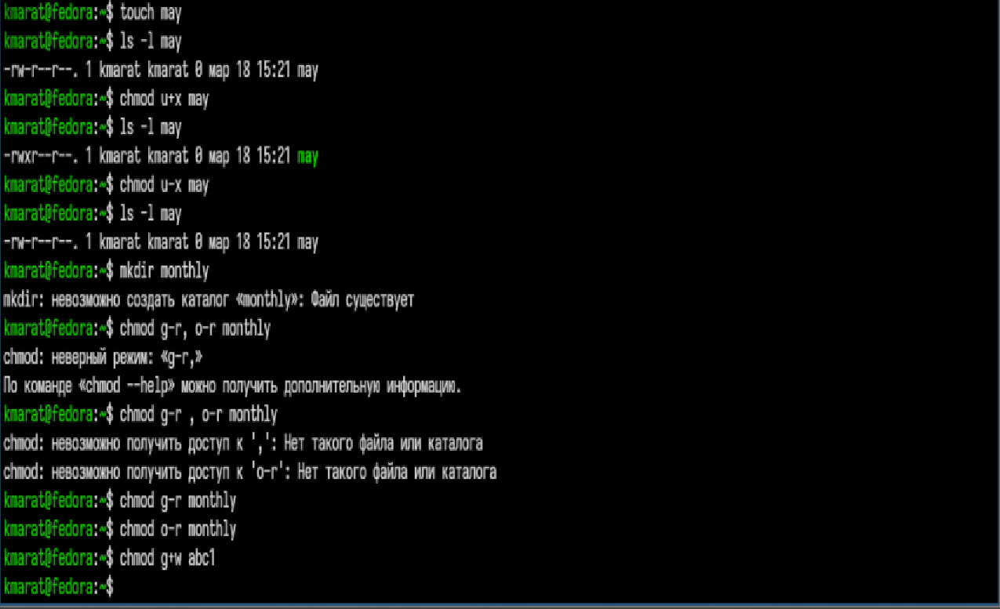 kmarat@fedora:~$ touch may
kmarat@fedora:~$ ls -l may
-rw-r--r--. 1 kmarat kmarat 0 мар 18 15:21 may
kmarat@fedora:~$ chmod u+x may
kmarat@fedora:~$ ls -l may
-rwxr--r--. 1 kmarat kmarat 0 мар 18 15:21 may
kmarat@fedora:~$ chmod u-x may
kmarat@fedora:~$ ls -l may
-rw-r--r--. 1 kmarat kmarat 0 мар 18 15:21 may
kmarat@fedora:~$ mkdir monthly
mkdir: невозможно создать каталог «monthly»: Файл существует
kmarat@fedora:~$ chmod g-r, o-r monthly
chmod: неверный режим: «g-r,»
По команде «chmod --help» можно получить дополнительную информацию.
kmarat@fedora:~$ chmod g-r , o-r monthly
chmod: невозможно получить доступ к ',': Нет такого файла или каталога
chmod: невозможно получить доступ к 'o-r': Нет такого файла или каталога
kmarat@fedora:~$ chmod g-r monthly
kmarat@fedora:~$ chmod o-r monthly
kmarat@fedora:~$ chmod g+w abc1
kmarat@fedora:~$